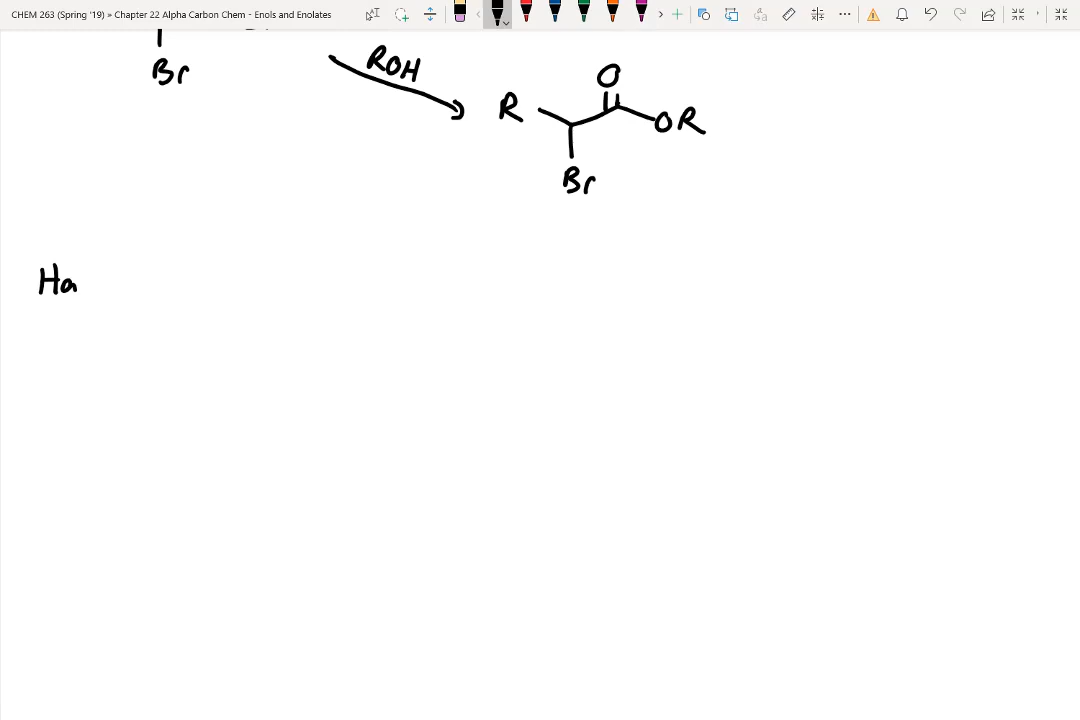 CHEM 263 (Spring '19) » Chapter 22 Alpha Carbon Chem - Enols and Enolates
Br
ROH
O
R
OR
Br
Ha